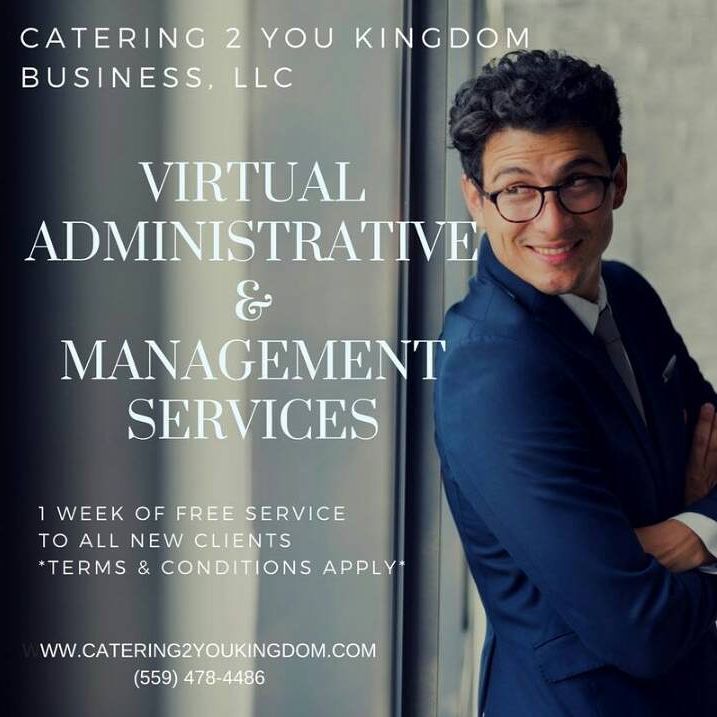 CATERING 2 YOU KINGDOM
BUSINESS, LLC
VIRTUAL
ADMINISTRATIVE
&
MANAGEMENT
SERVICES
1 WEEK OF FREE SERVICE
TO ALL NEW CLIENTS
*TERMS & CONDITIONS APPLY*
WWW.CATERING2YOUKINGDOM.COM
(559) 478-4486